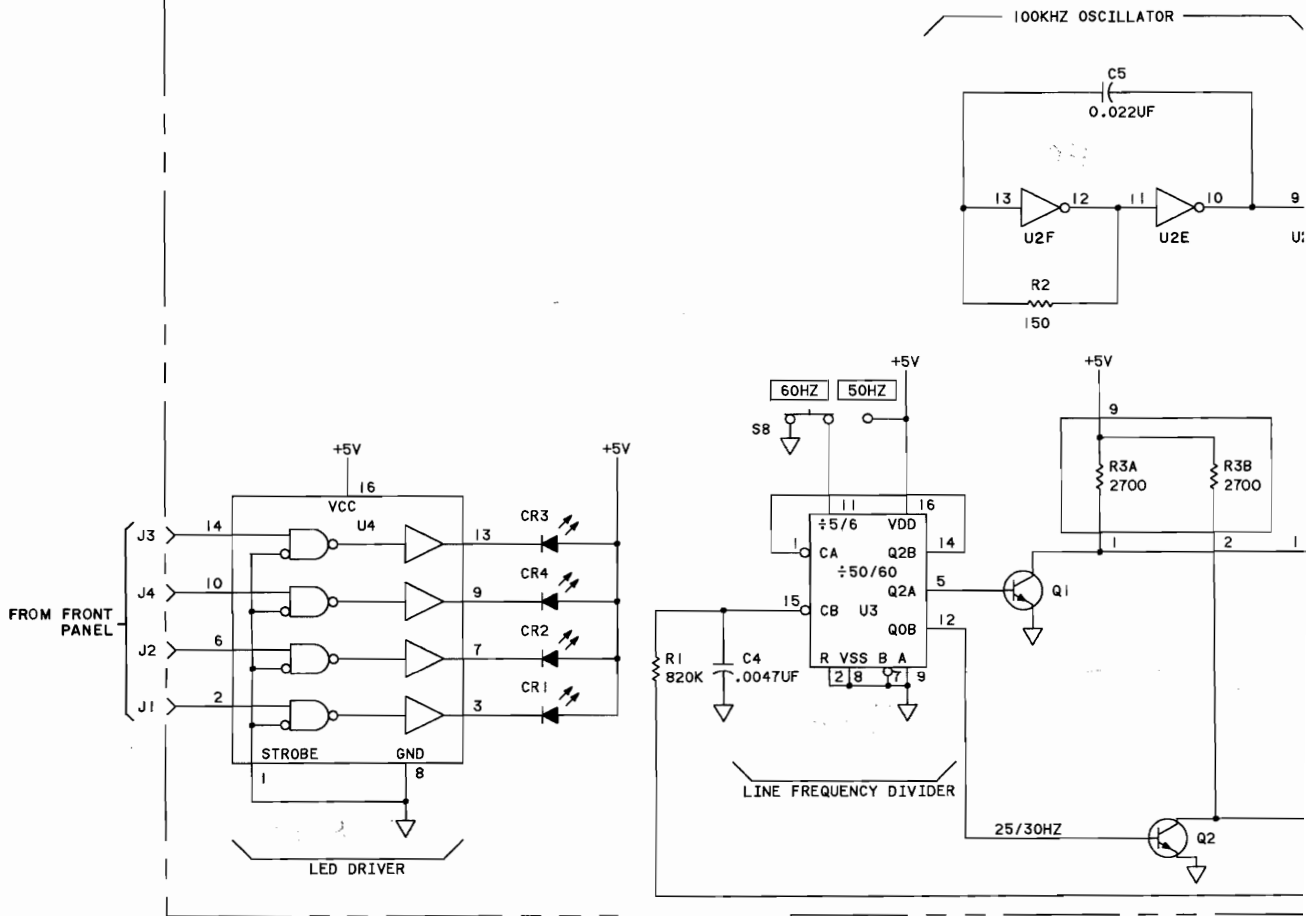 100KHZ OSCILLATOR
C5
0.022UF
13
12
11
10
9
U2F
U2E
R2
150
+5V
+5V
60HZ
50HZ
S8
9
R3A
2700
R3B
2700
+5V
+5V
16
VCC
U4
J3
14
13
CR3
J4
10
9
CR4
FROM FRONT
PANEL
J2
6
7
CR2
J1
2
3
CR1
STROBE
GND
1
8
LED DRIVER
11
16
÷5/6
VDD
1
CA
Q2B
14
÷50/60
Q2A
5
15
CB
U3
Q0B
12
R VSS B A
2
8
7
9
R1
820K
C4
.0047UF
Q1
1
2
1
LINE FREQUENCY DIVIDER
25/30HZ
Q2